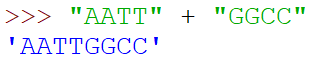 >>> "AATT" + "GGCC"
'AATTGGCC'